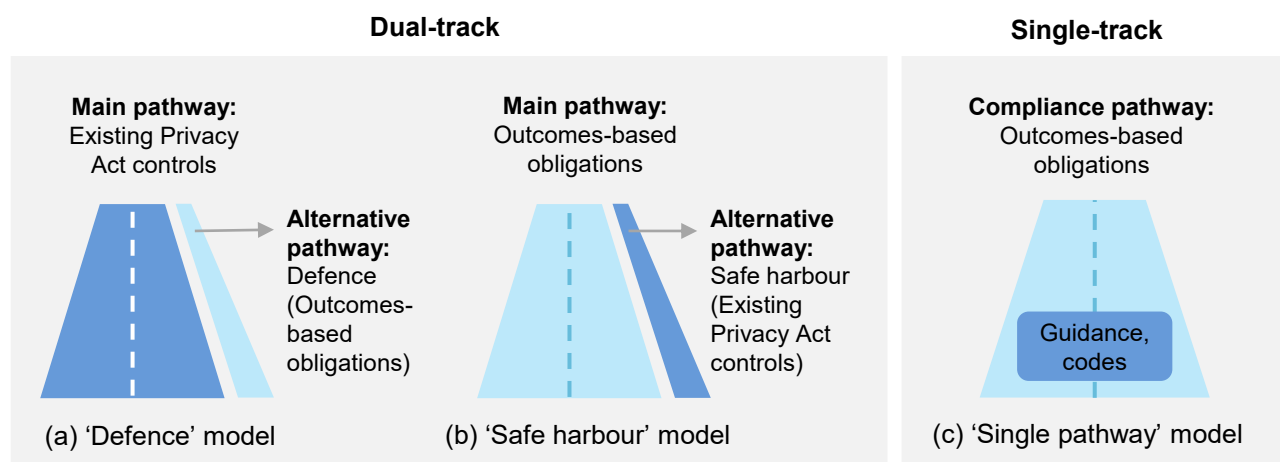 Dual-track
Single-track
Main pathway:
Existing Privacy
Act controls
Alternative
pathway:
Defence
(Outcomes-
based
obligations)
(a) ‘Defence’ model
Main pathway:
Outcomes-based
obligations
Alternative
pathway:
Safe harbour
(Existing
Privacy Act
controls)
(b) ‘Safe harbour’ model
Compliance pathway:
Outcomes-based
obligations
Guidance,
codes
(c) ‘Single pathway’ model